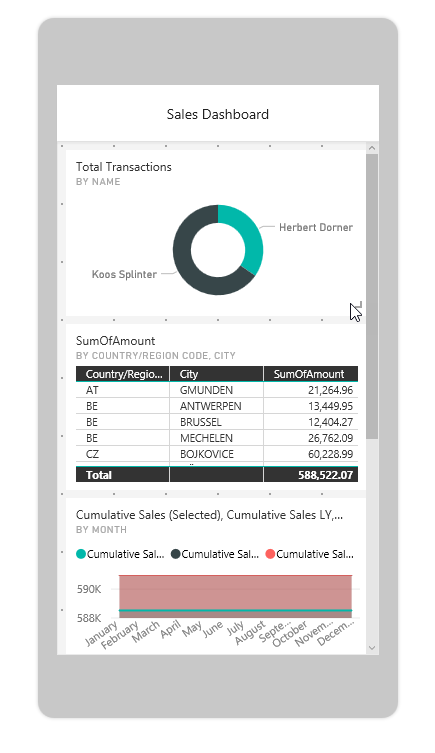 Sales Dashboard
Total Transactions
BY NAME
Herbert Dorner
Koos Splinter
SumOfAmount
BY COUNTRY/REGION CODE, CITY
Country/Regio... City SumOfAmount
AT GMUNDEN 21,264.96
BE ANTWERPEN 13,449.95
BE BRUSSEL 12,404.27
BE MECHELEN 26,762.09
CZ BOJKOVICE 60,228.99
Total 588,522.07
Cumulative Sales (Selected), Cumulative Sales LY,...
BY MONTH
Cumulative Sal... Cumulative Sal... Cumulative Sal...
590K
588K
January February March April May June July August Septe... October Novem... Decem...